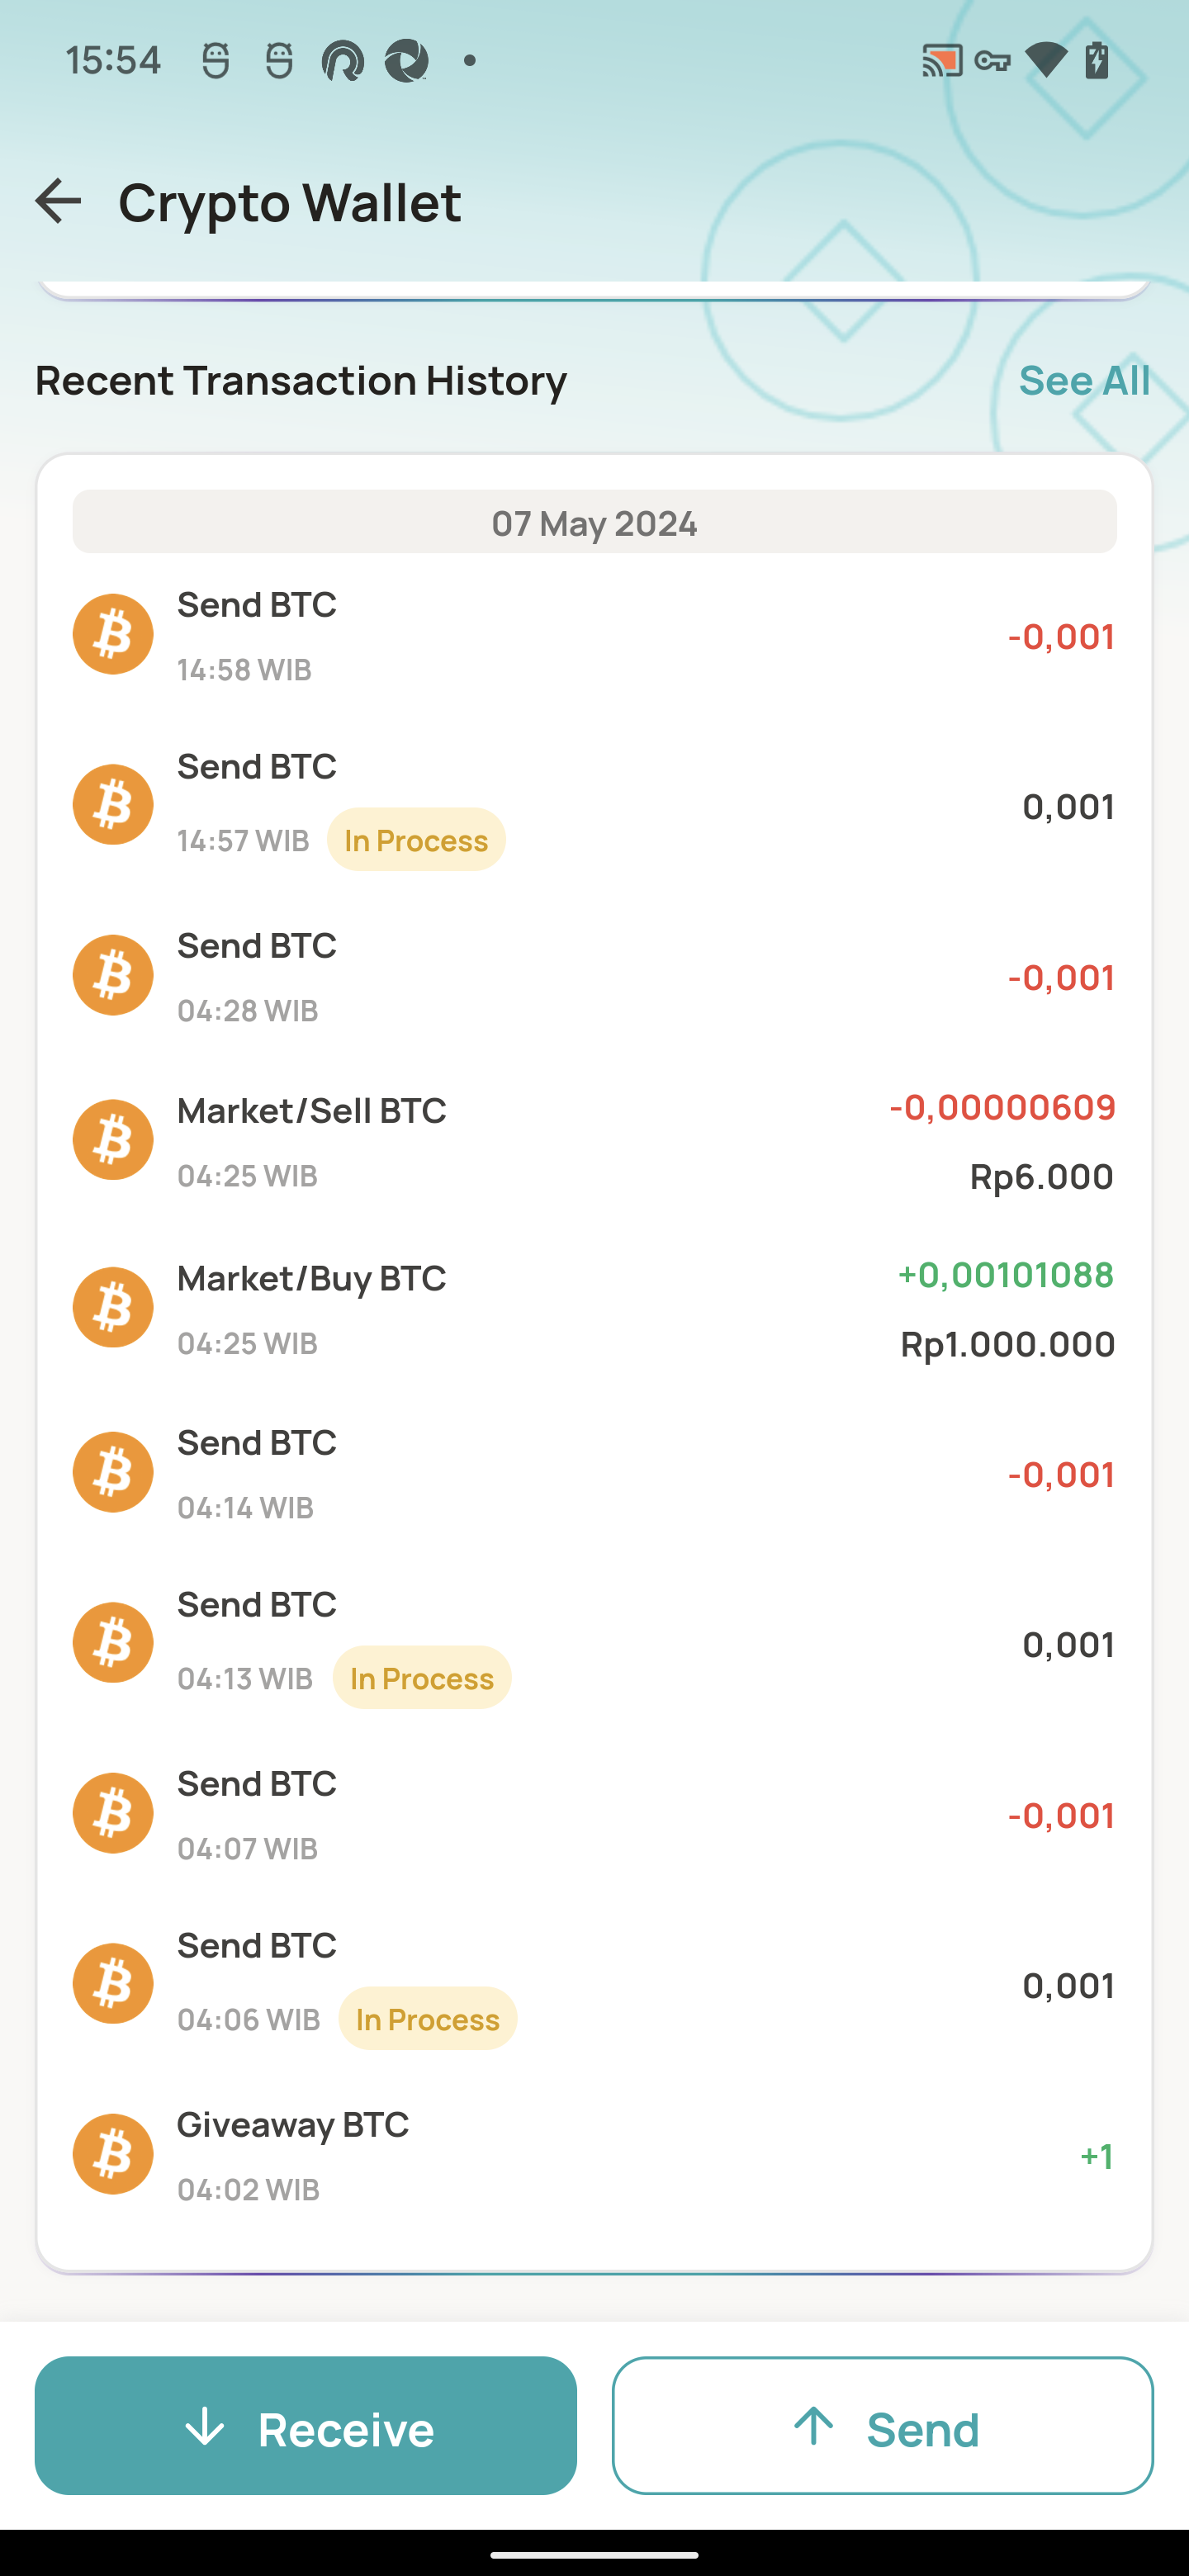 15:54
Crypto Wallet
Recent Transaction History See All
07 May 2024
Send BTC
-0,001
14:58 WIB
Send BTC
0,001
14:57 WIB In Process
Send BTC
-0,001
04:28 WIB
Market/Sell BTC -0,00000609
04:25 WIB Rp6.000
Market/Buy BTC +0,00101088
04:25 WIB Rp1.000.000
Send BTC
-0,001
04:14 WIB
Send BTC
0,001
04:13 WIB In Process
Send BTC
-0,001
04:07 WIB
Send BTC
0,001
04:06 WIB In Process
Giveaway BTC
+1
04:02 WIB
Receive Send